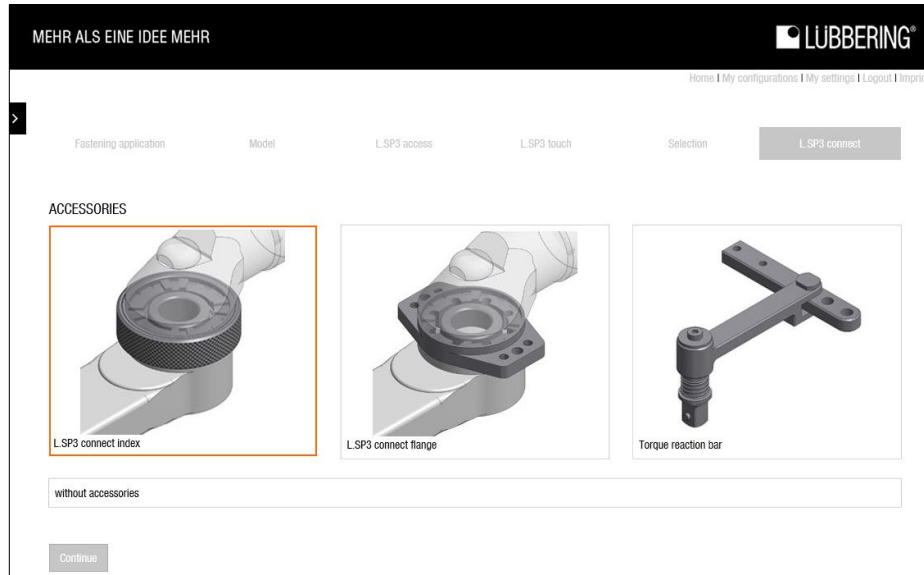 MEHR ALS EINE IDEE MEHR
LÜBBERING®
Home | My configurations | My settings | Logout | Imprin
Fastening application
Model
L.SP3 access
L.SP3 touch
Selection
L.SP3 connect
ACCESSORIES
L.SP3 connect index
L.SP3 connect flange
Torque reaction bar
without accessories
Continue